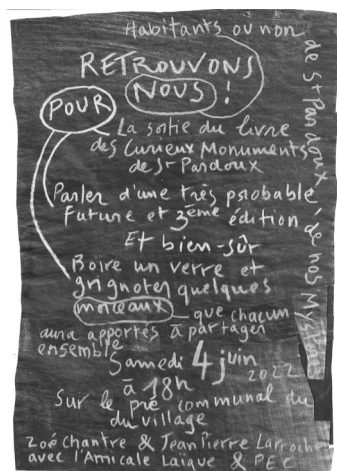 Habitants ou non
de St Pardoux, de nos Mystères
RETROUVONS
NOUS !
POUR
La sortie du livre
des Curieux Monuments
de St Pardoux
Parler d'une très probable
future et 3ème édition
Et bien-sûr
Boire un verre et
grignoter quelques
morceaux que chacun
aura apportés à partager
ensemble
Samedi 4 juin
2022
à 18h
Sur le pré communal du
du village
Zoé Chantre & Jean Pierre Larroche
avec l'Amicale Laïque & PE